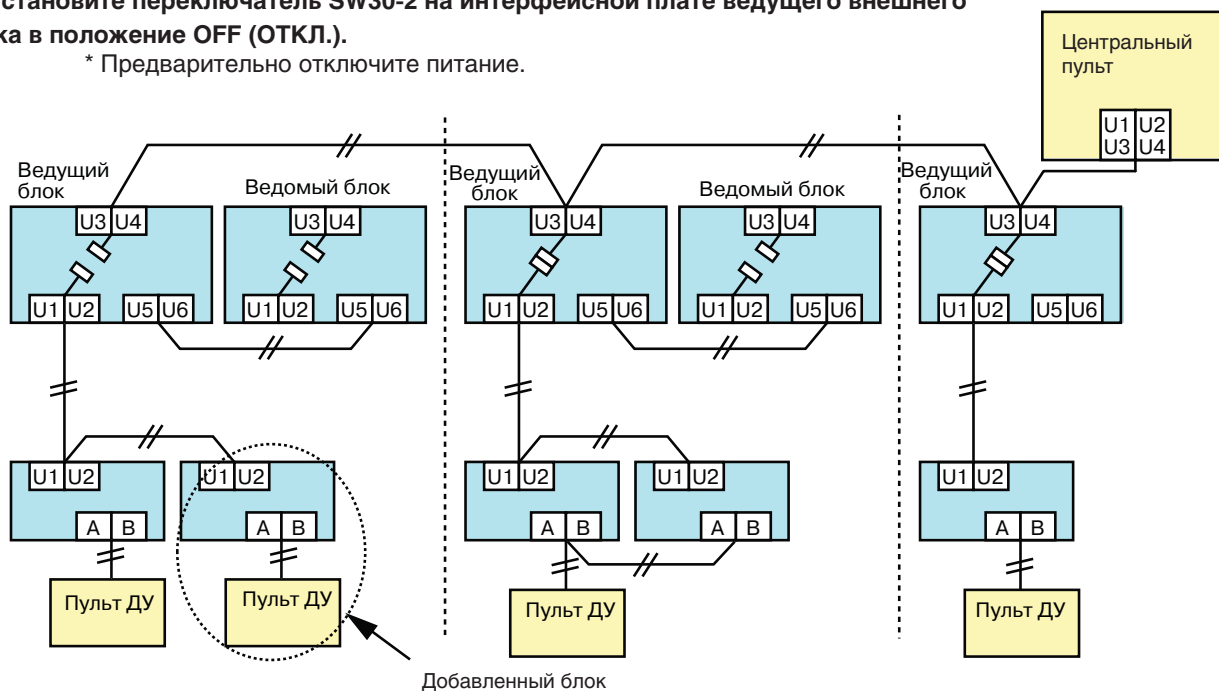 становите переключатель SW30-2 на интерфейсной плате ведущего внешнего
ка в положение OFF (ОТКЛ.).
* Предварительно отключите питание.
Центральный
пульт
U1 U2
U3 U4
Ведущий
блок
Ведомый блок
Ведущий
блок
Ведомый блок
Ведущий
блок
U3 U4
U3 U4
U3 U4
U3 U4
U3 U4
U1 U2
U5 U6
U1 U2
U5 U6
U1 U2
U5 U6
U1 U2
U5 U6
U1 U2
U5 U6
U1 U2
U1 U2
U1 U2
U1 U2
U1 U2
A B
A B
A B
A B
A B
Пульт ДУ
Пульт ДУ
Пульт ДУ
Пульт ДУ
Добавленный блок